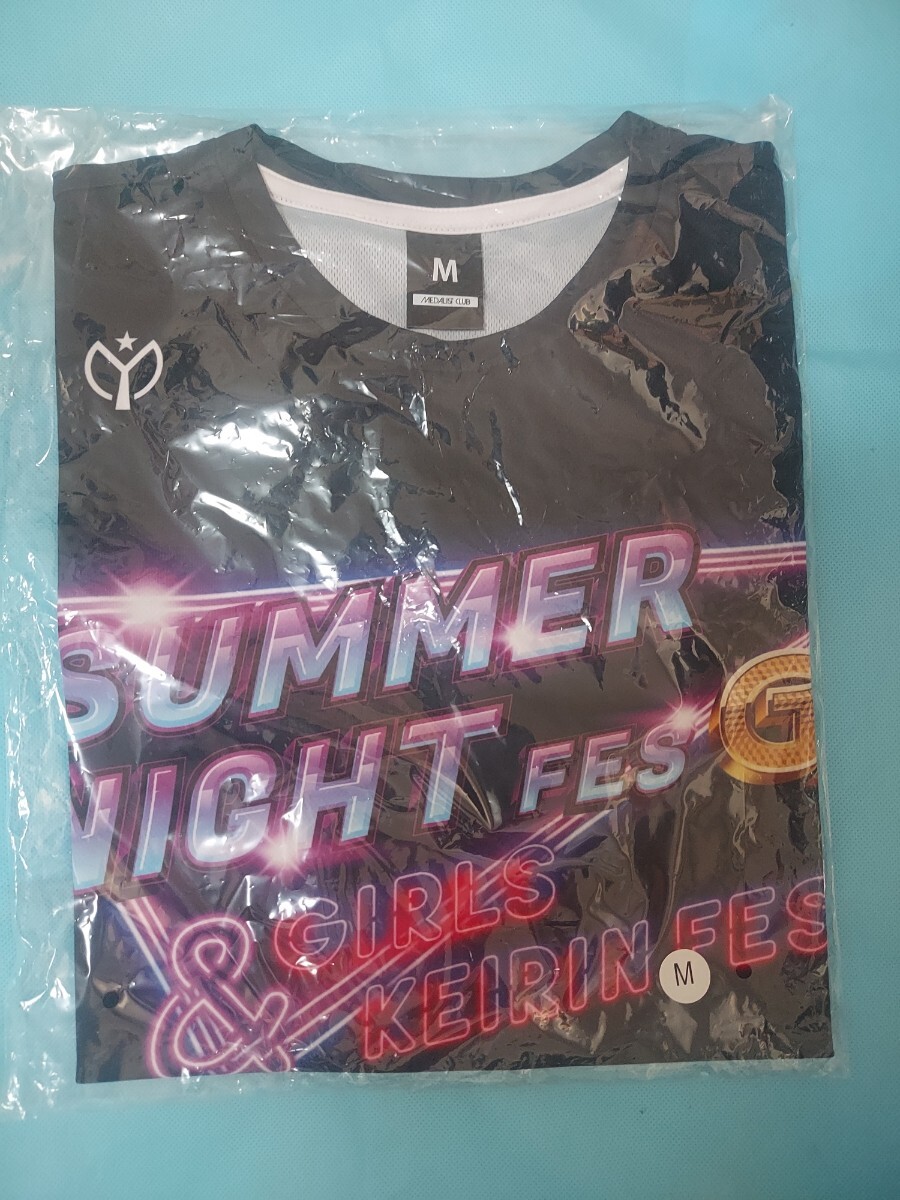 M
MEDALIST CLUB
SUMMER
NIGHT FES G
& GIRLS
KEIRIN FES
M